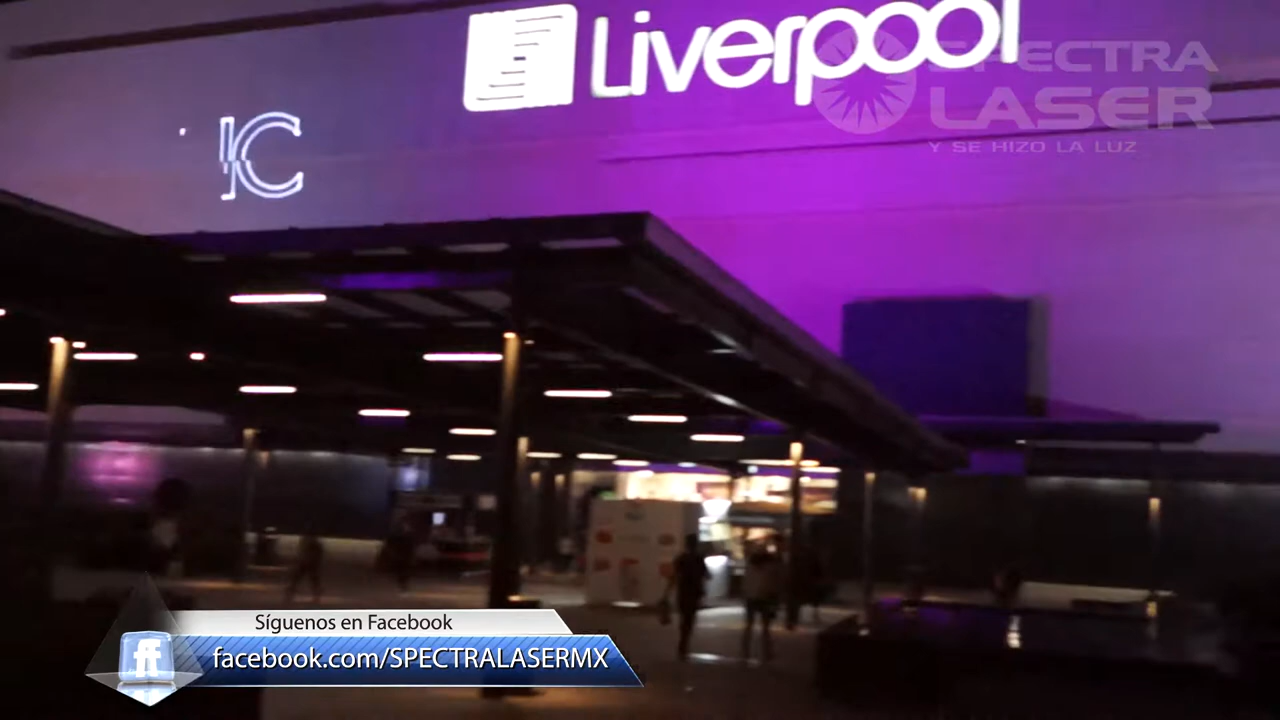 Liverpool
SPECTRA
LASER
Y SE HIZO LA LUZ
Síguenos en Facebook
facebook.com/SPECTRALASERMX